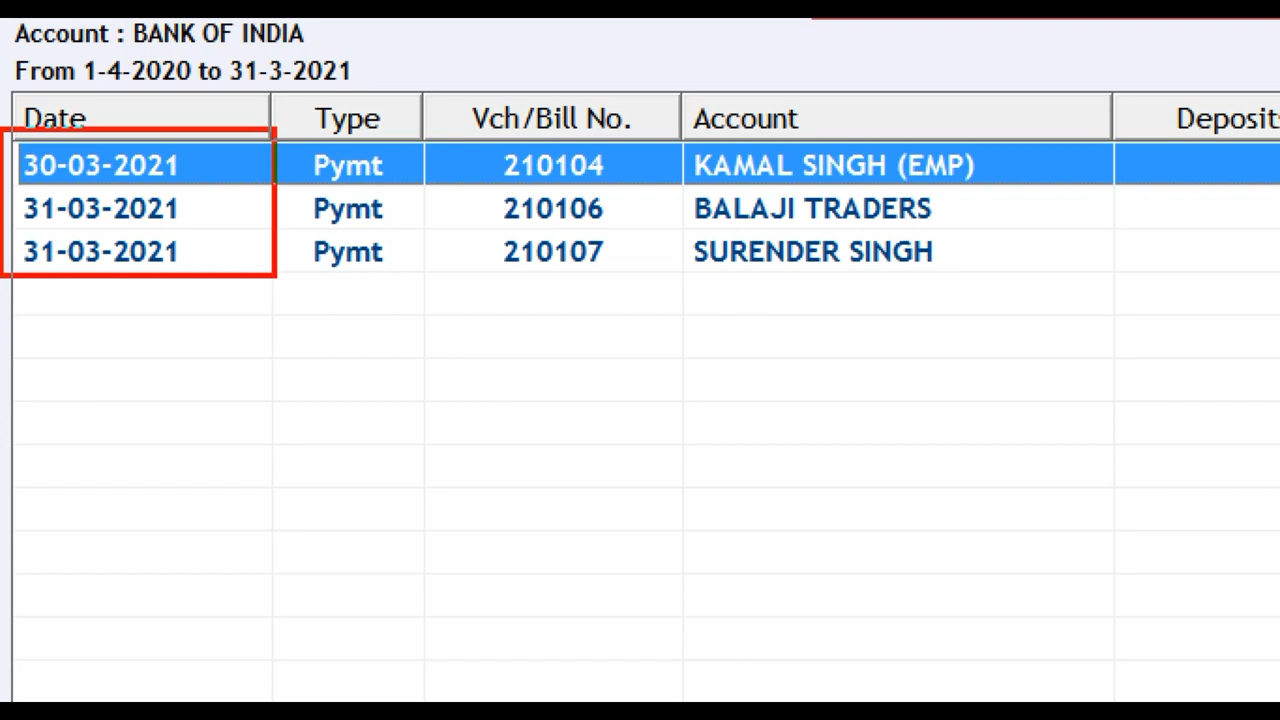 Account : BANK OF INDIA
From 1-4-2020 to 31-3-2021
Date Type Vch/Bill No. Account Deposit
30-03-2021 Pymt 210104 KAMAL SINGH (EMP)
31-03-2021 Pymt 210106 BALAJI TRADERS
31-03-2021 Pymt 210107 SURENDER SINGH